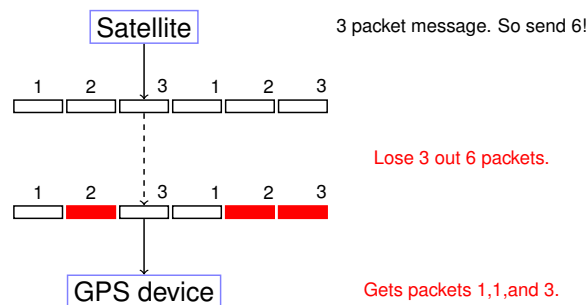 Satellite
3 packet message. So send 6!
1 2 3 1 2 3
Lose 3 out 6 packets.
1 2 3 1 2 3
GPS device
Gets packets 1,1,and 3.